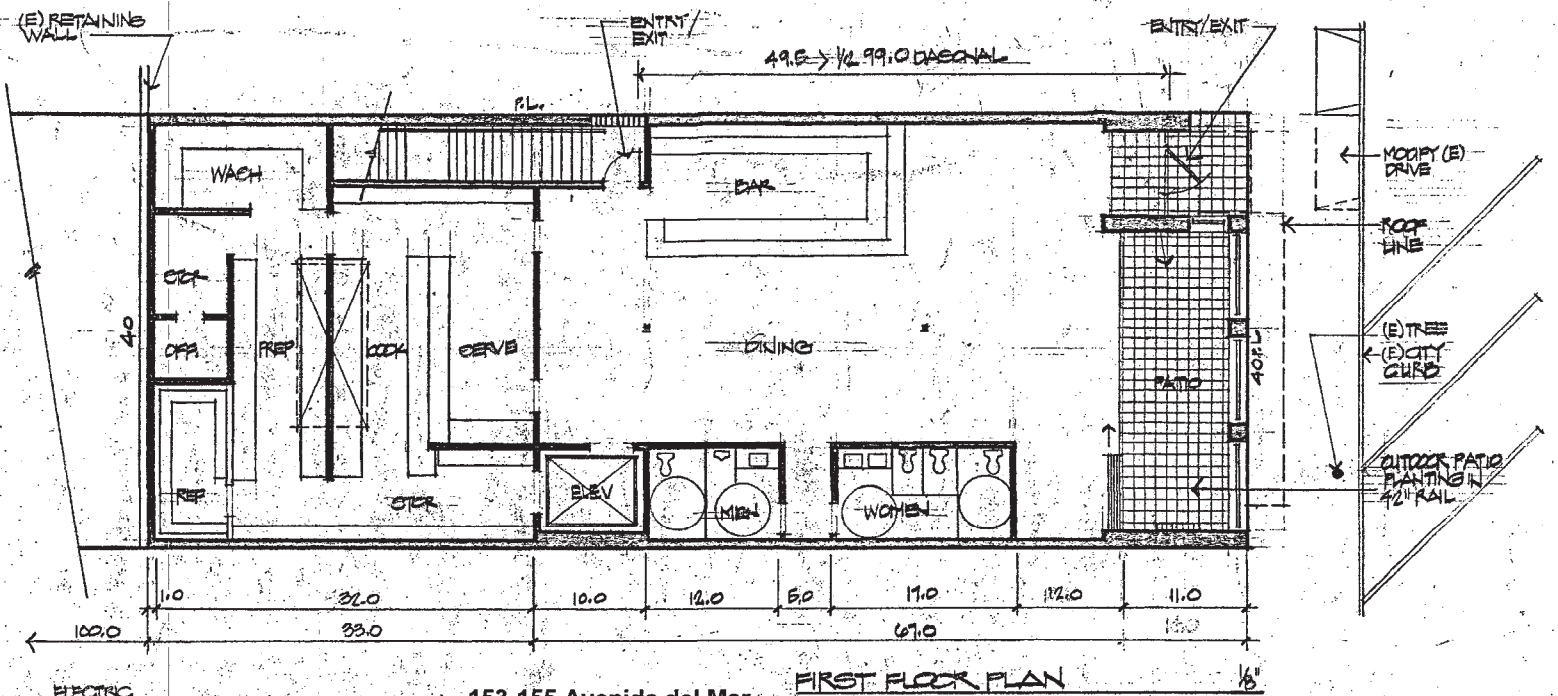 (E) RETAINING
WALL
ENTRY/
EXIT
ENTRY/EXIT
49.5 > 1/2 99.0 DIAGONAL
P.L.
WASH
BAR
MODIFY (E)
DRIVE
ROOF
LINE
STOR
40
OFF.
PREP
COOK
SERVE
DINING
PATIO
40 P.L.
(E) TREE
(E) CITY
CURB
REF
STOR
ELEV
MEN
WOMEN
OUTDOOR PATIO
PLANTING IN
42" RAIL
1.0
32.0
10.0
12.0
5.0
17.0
12.0
11.0
100.0
33.0
67.0
ELECTRIC
153-155 Avenida del Mar
FIRST FLOOR PLAN
1/8"